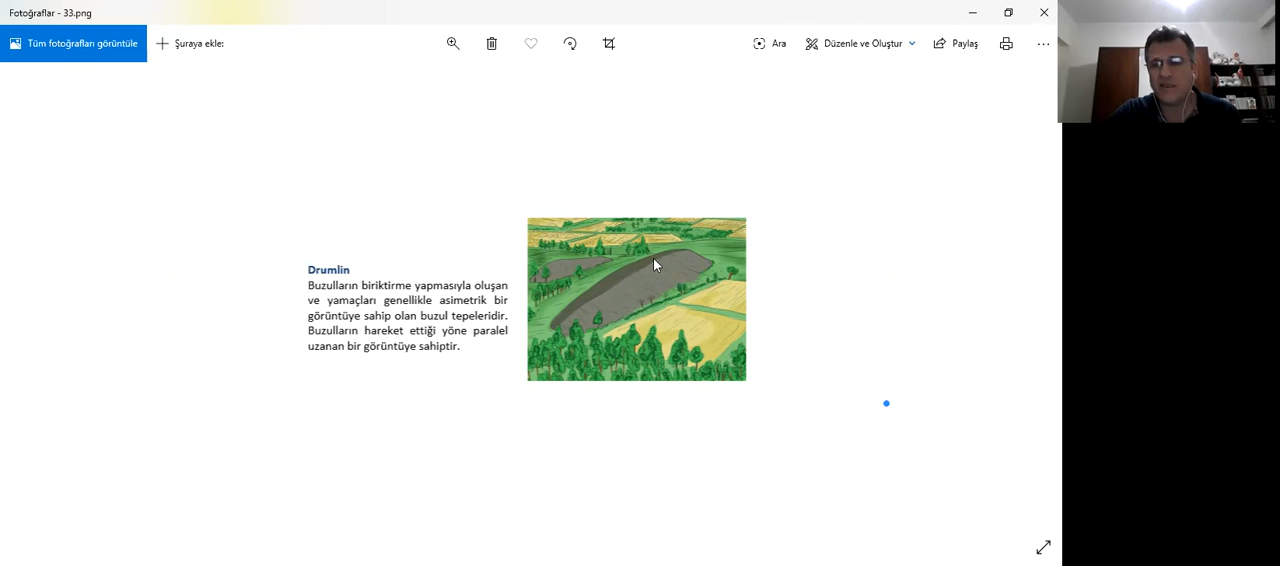 Fotoğraflar - 33.png
Tüm fotoğrafları görüntüle
Şuraya ekle:
Ara
Düzenle ve Oluştur
Paylaş
Drumlin
Buzulların biriktirme yapmasıyla oluşan
ve yamaçları genellikle asimetrik bir
görüntüye sahip olan buzul tepeleridir.
Buzulların hareket ettiği yöne paralel
uzanan bir görüntüye sahiptir.